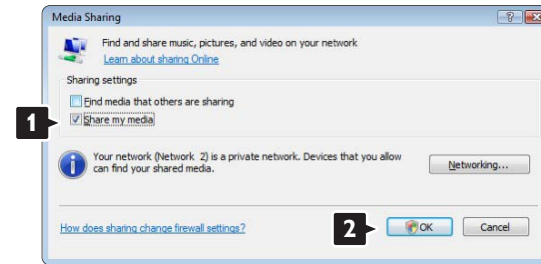 Media Sharing
Find and share music, pictures, and video on your network
Learn about sharing Online
Sharing settings
Find media that others are sharing
1
Share my media
Your network (Network 2) is a private network. Devices that you allow
can find your shared media.
Networking...
How does sharing change firewall settings?
2
OK
Cancel